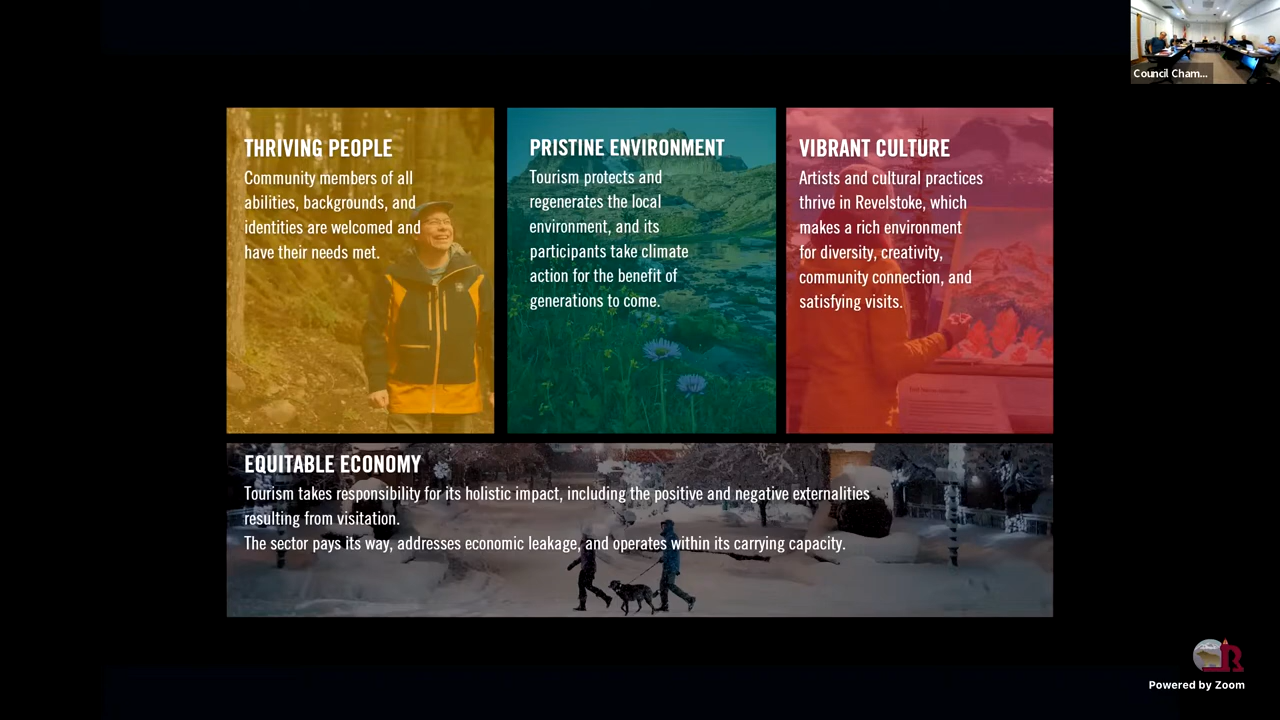 Council Cham...
THRIVING PEOPLE
Community members of all
abilities, backgrounds, and
identities are welcomed and
have their needs met.
PRISTINE ENVIRONMENT
Tourism protects and
regenerates the local
environment, and its
participants take climate
action for the benefit of
generations to come.
VIBRANT CULTURE
Artists and cultural practices
thrive in Revelstoke, which
makes a rich environment
for diversity, creativity,
community connection, and
satisfying visits.
EQUITABLE ECONOMY
Tourism takes responsibility for its holistic impact, including the positive and negative externalities
resulting from visitation.
The sector pays its way, addresses economic leakage, and operates within its carrying capacity.
R
Powered by Zoom